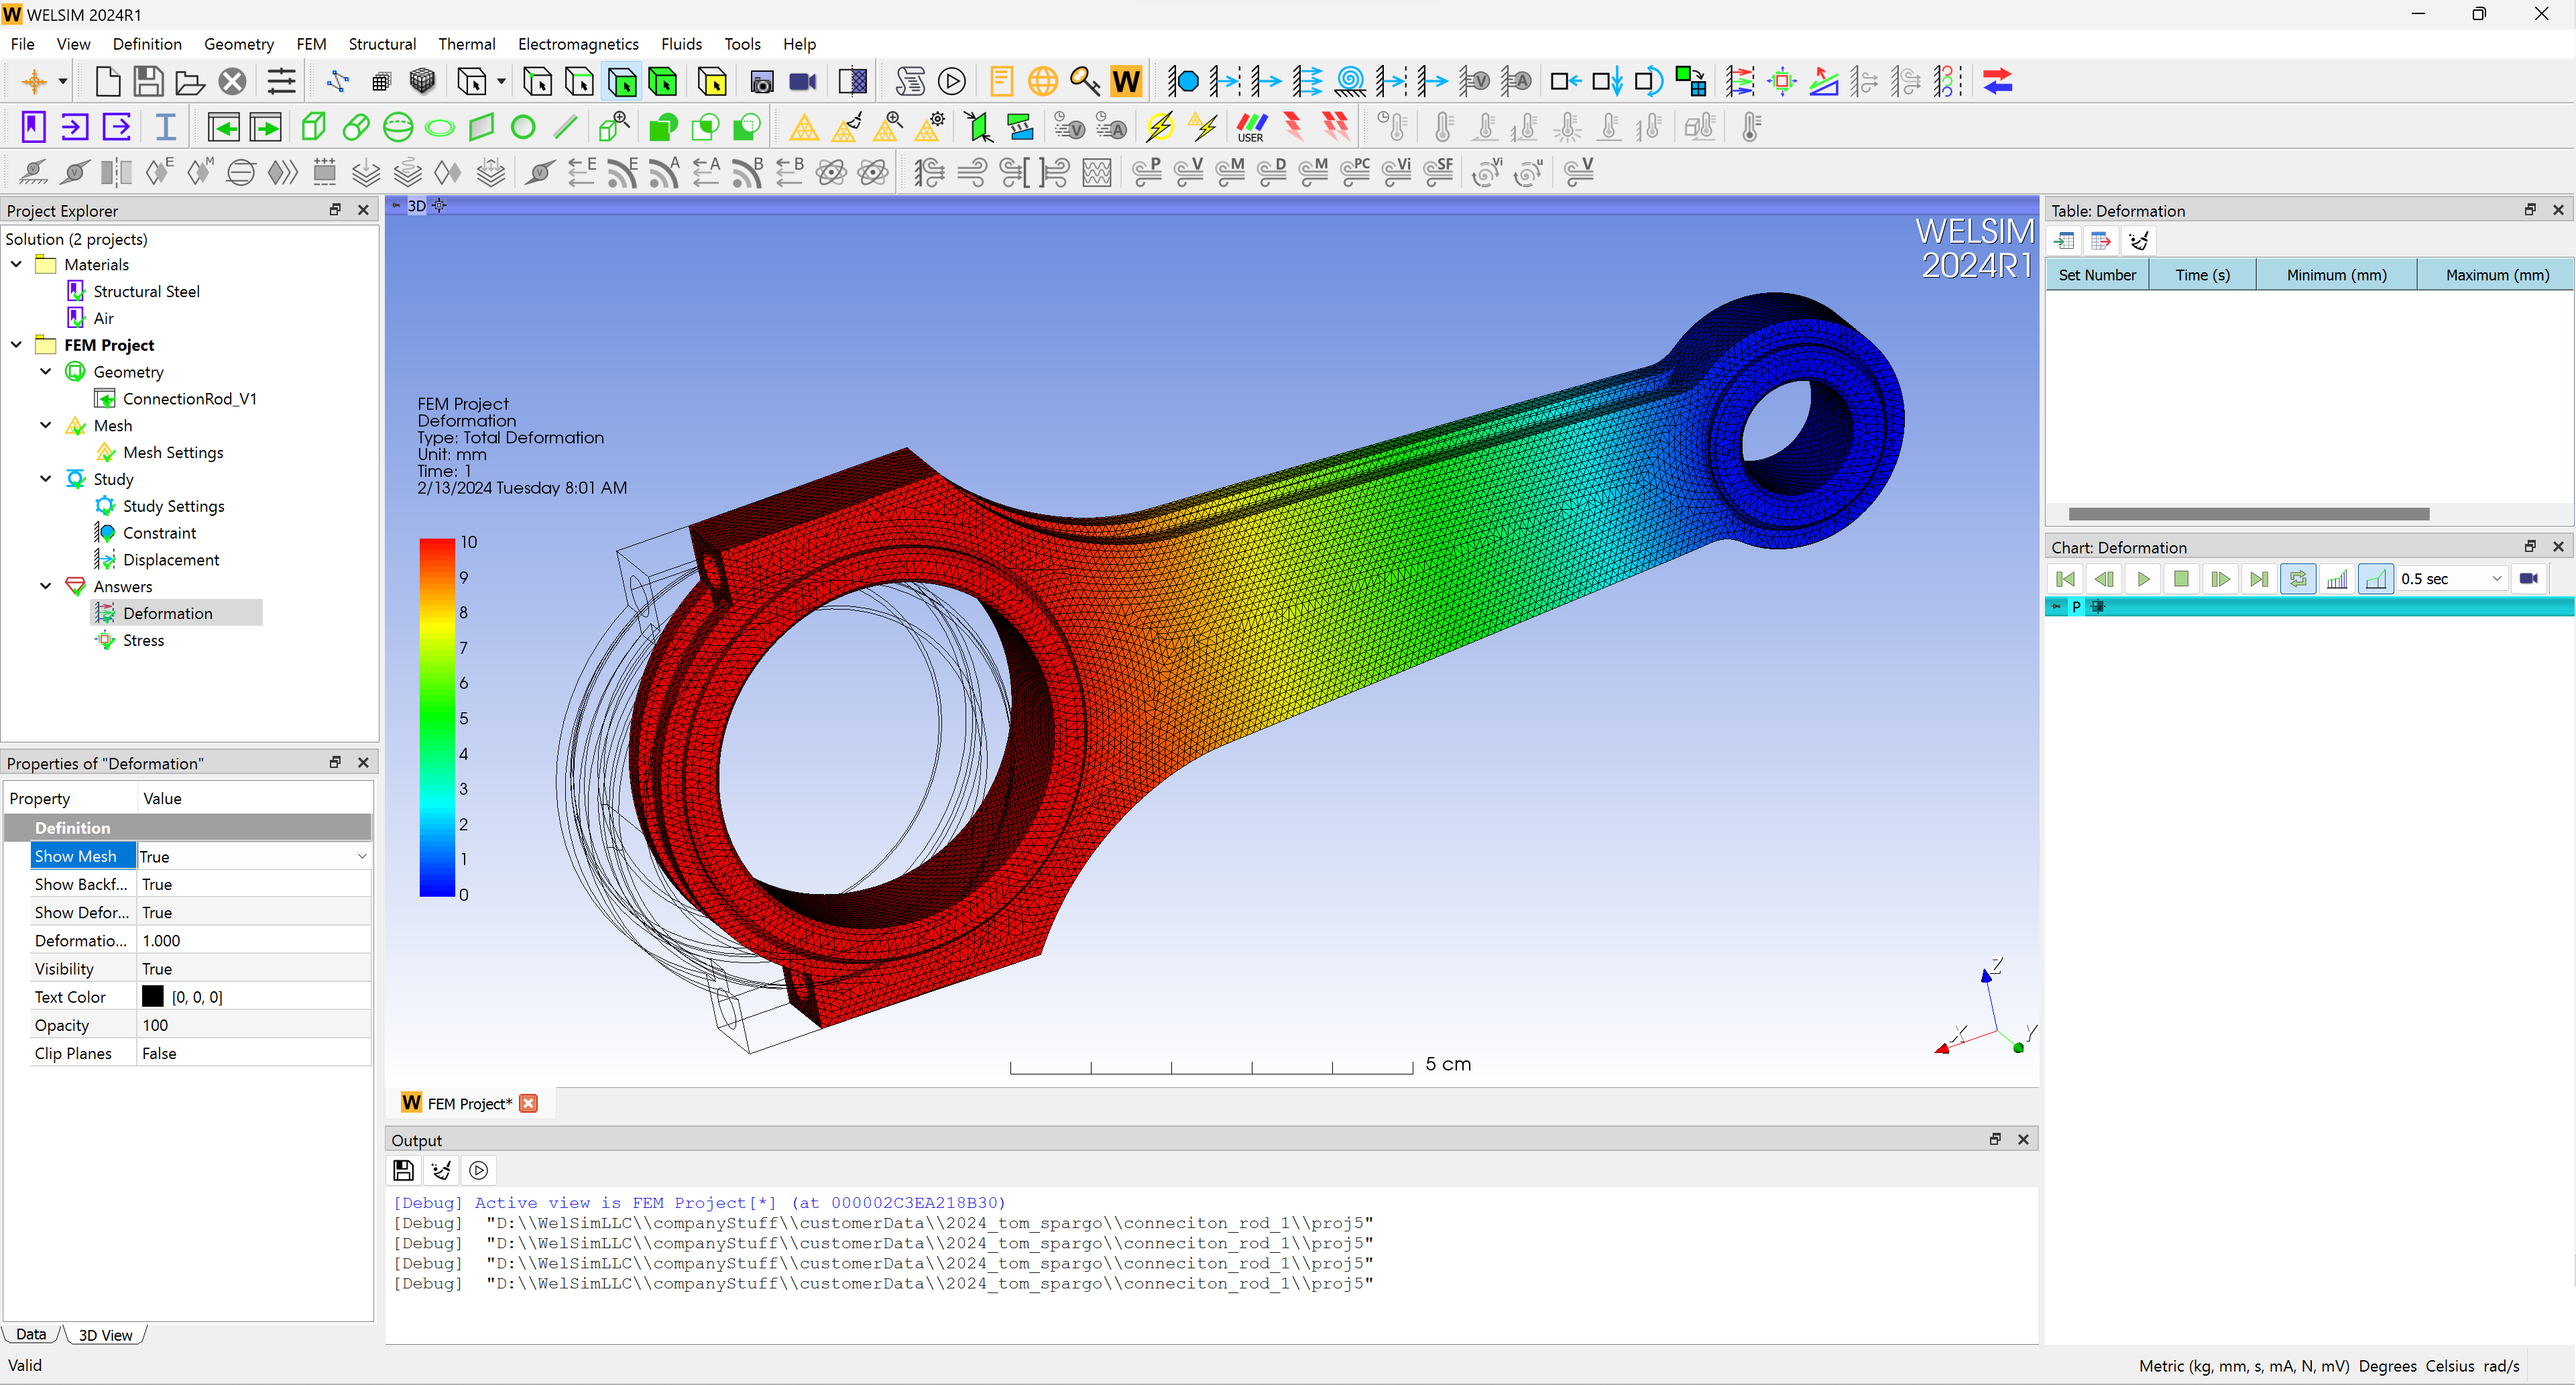 WELSIM 2024R1
File View Definition Geometry FEM Structural Thermal Electromagnetics Fluids Tools Help
W
V A
USER
V A
E M E A A B B P V M D M PC Vi SF Vi u V
Project Explorer
Solution (2 projects)
Materials
Structural Steel
Air
FEM Project
Geometry
ConnectionRod_V1
Mesh
Mesh Settings
Study
Study Settings
Constraint
Displacement
Answers
Deformation
Stress
Properties of "Deformation"
Property Value
Definition
Show Mesh True
Show Backf... True
Show Defor... True
Deformatio... 1.000
Visibility True
Text Color [0, 0, 0]
Opacity 100
Clip Planes False
Data 3D View
Valid
3D
WELSIM
2024R1
FEM Project
Deformation
Type: Total Deformation
Unit: mm
Time: 1
2/13/2024 Tuesday 8:01 AM
10
9
8
7
6
5
4
3
2
1
0
Z
X Y
5 cm
FEM Project*
Output
[Debug] Active view is FEM Project[*] (at 000002C3EA218B30)
[Debug] "D:\\WelSimLLC\\companyStuff\\customerData\\2024_tom_spargo\\conneciton_rod_1\\proj5"
[Debug] "D:\\WelSimLLC\\companyStuff\\customerData\\2024_tom_spargo\\conneciton_rod_1\\proj5"
[Debug] "D:\\WelSimLLC\\companyStuff\\customerData\\2024_tom_spargo\\conneciton_rod_1\\proj5"
[Debug] "D:\\WelSimLLC\\companyStuff\\customerData\\2024_tom_spargo\\conneciton_rod_1\\proj5"
Table: Deformation
Set Number Time (s) Minimum (mm) Maximum (mm)
Chart: Deformation
0.5 sec
P
Metric (kg, mm, s, mA, N, mV) Degrees Celsius rad/s